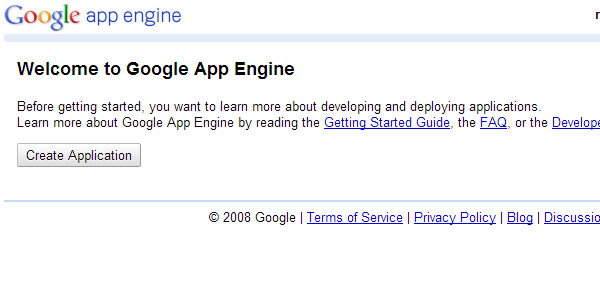 Google app engine
Welcome to Google App Engine
Before getting started, you want to learn more about developing and deploying applications.
Learn more about Google App Engine by reading the Getting Started Guide, the FAQ, or the Develope
Create Application
© 2008 Google | Terms of Service | Privacy Policy | Blog | Discussio